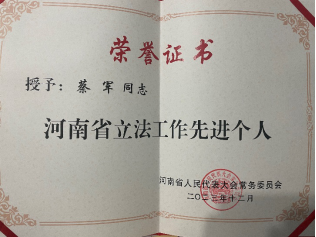 荣誉证书
授予：蔡军同志
河南省立法工作先进个人
河南省人民代表大会常务委员会
二〇二三年十二月